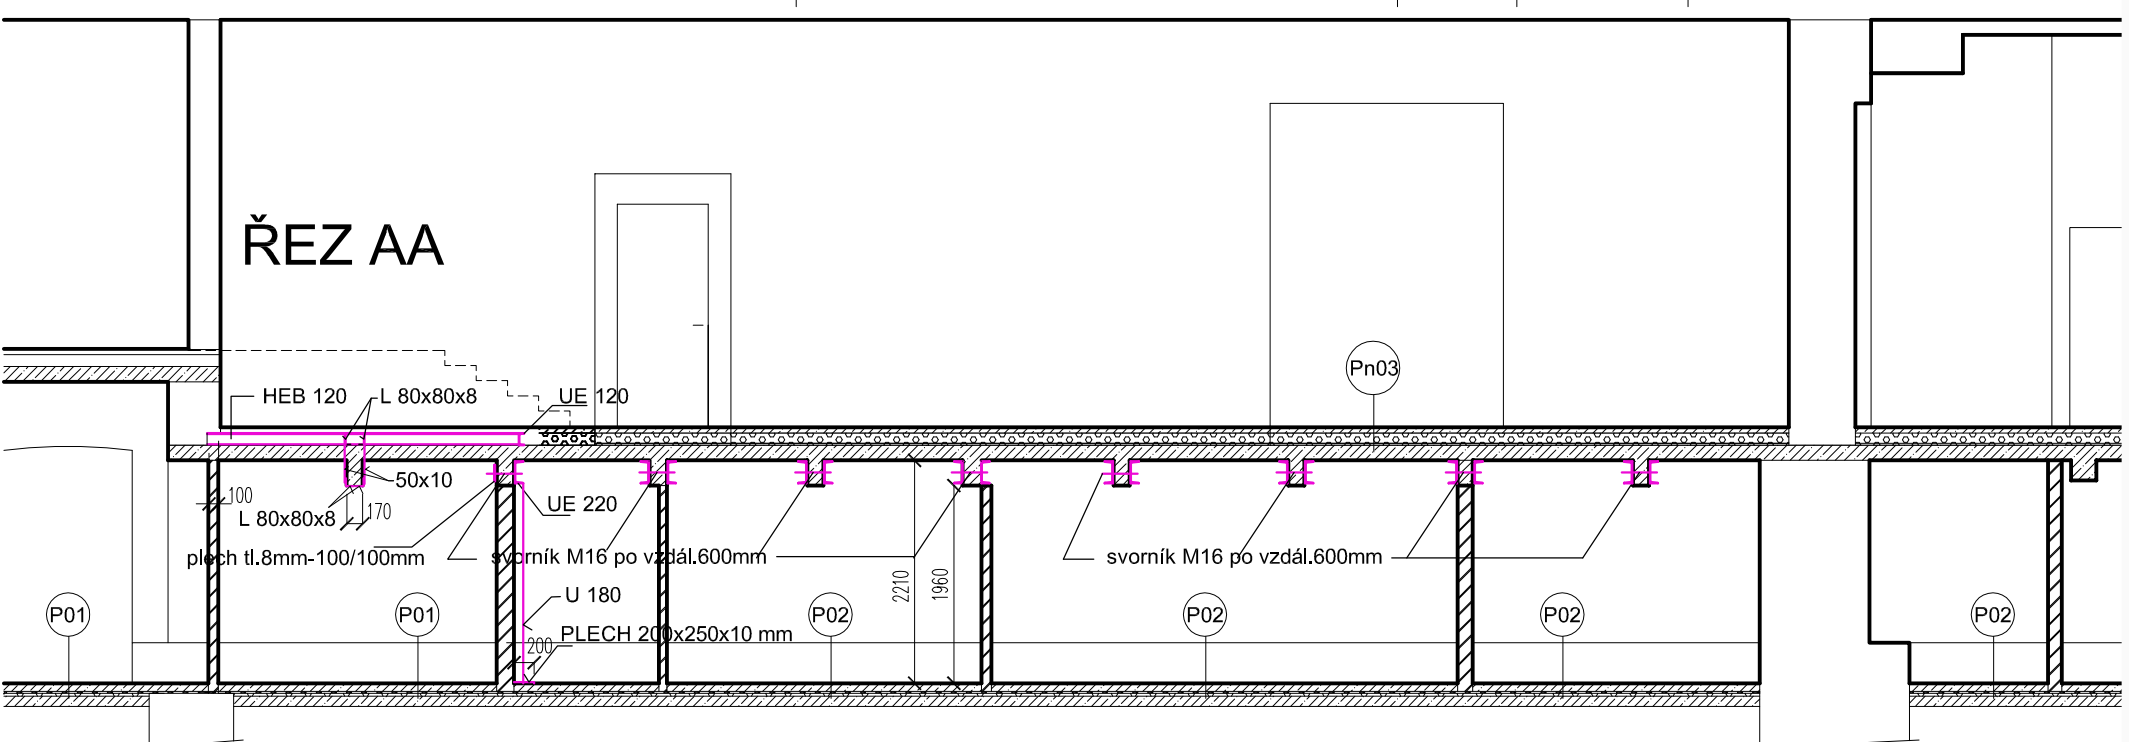 ŘEZ AA
Pn03
HEB 120
L 80x80x8
UE 120
50x10
100
L 80x80x8
170
UE 220
plech tl.8mm-100/100mm
svorník M16 po vzdál.600mm
svorník M16 po vzdál.600mm
2210
1960
U 180
P01
P01
P02
P02
P02
P02
PLECH 200x250x10 mm
200